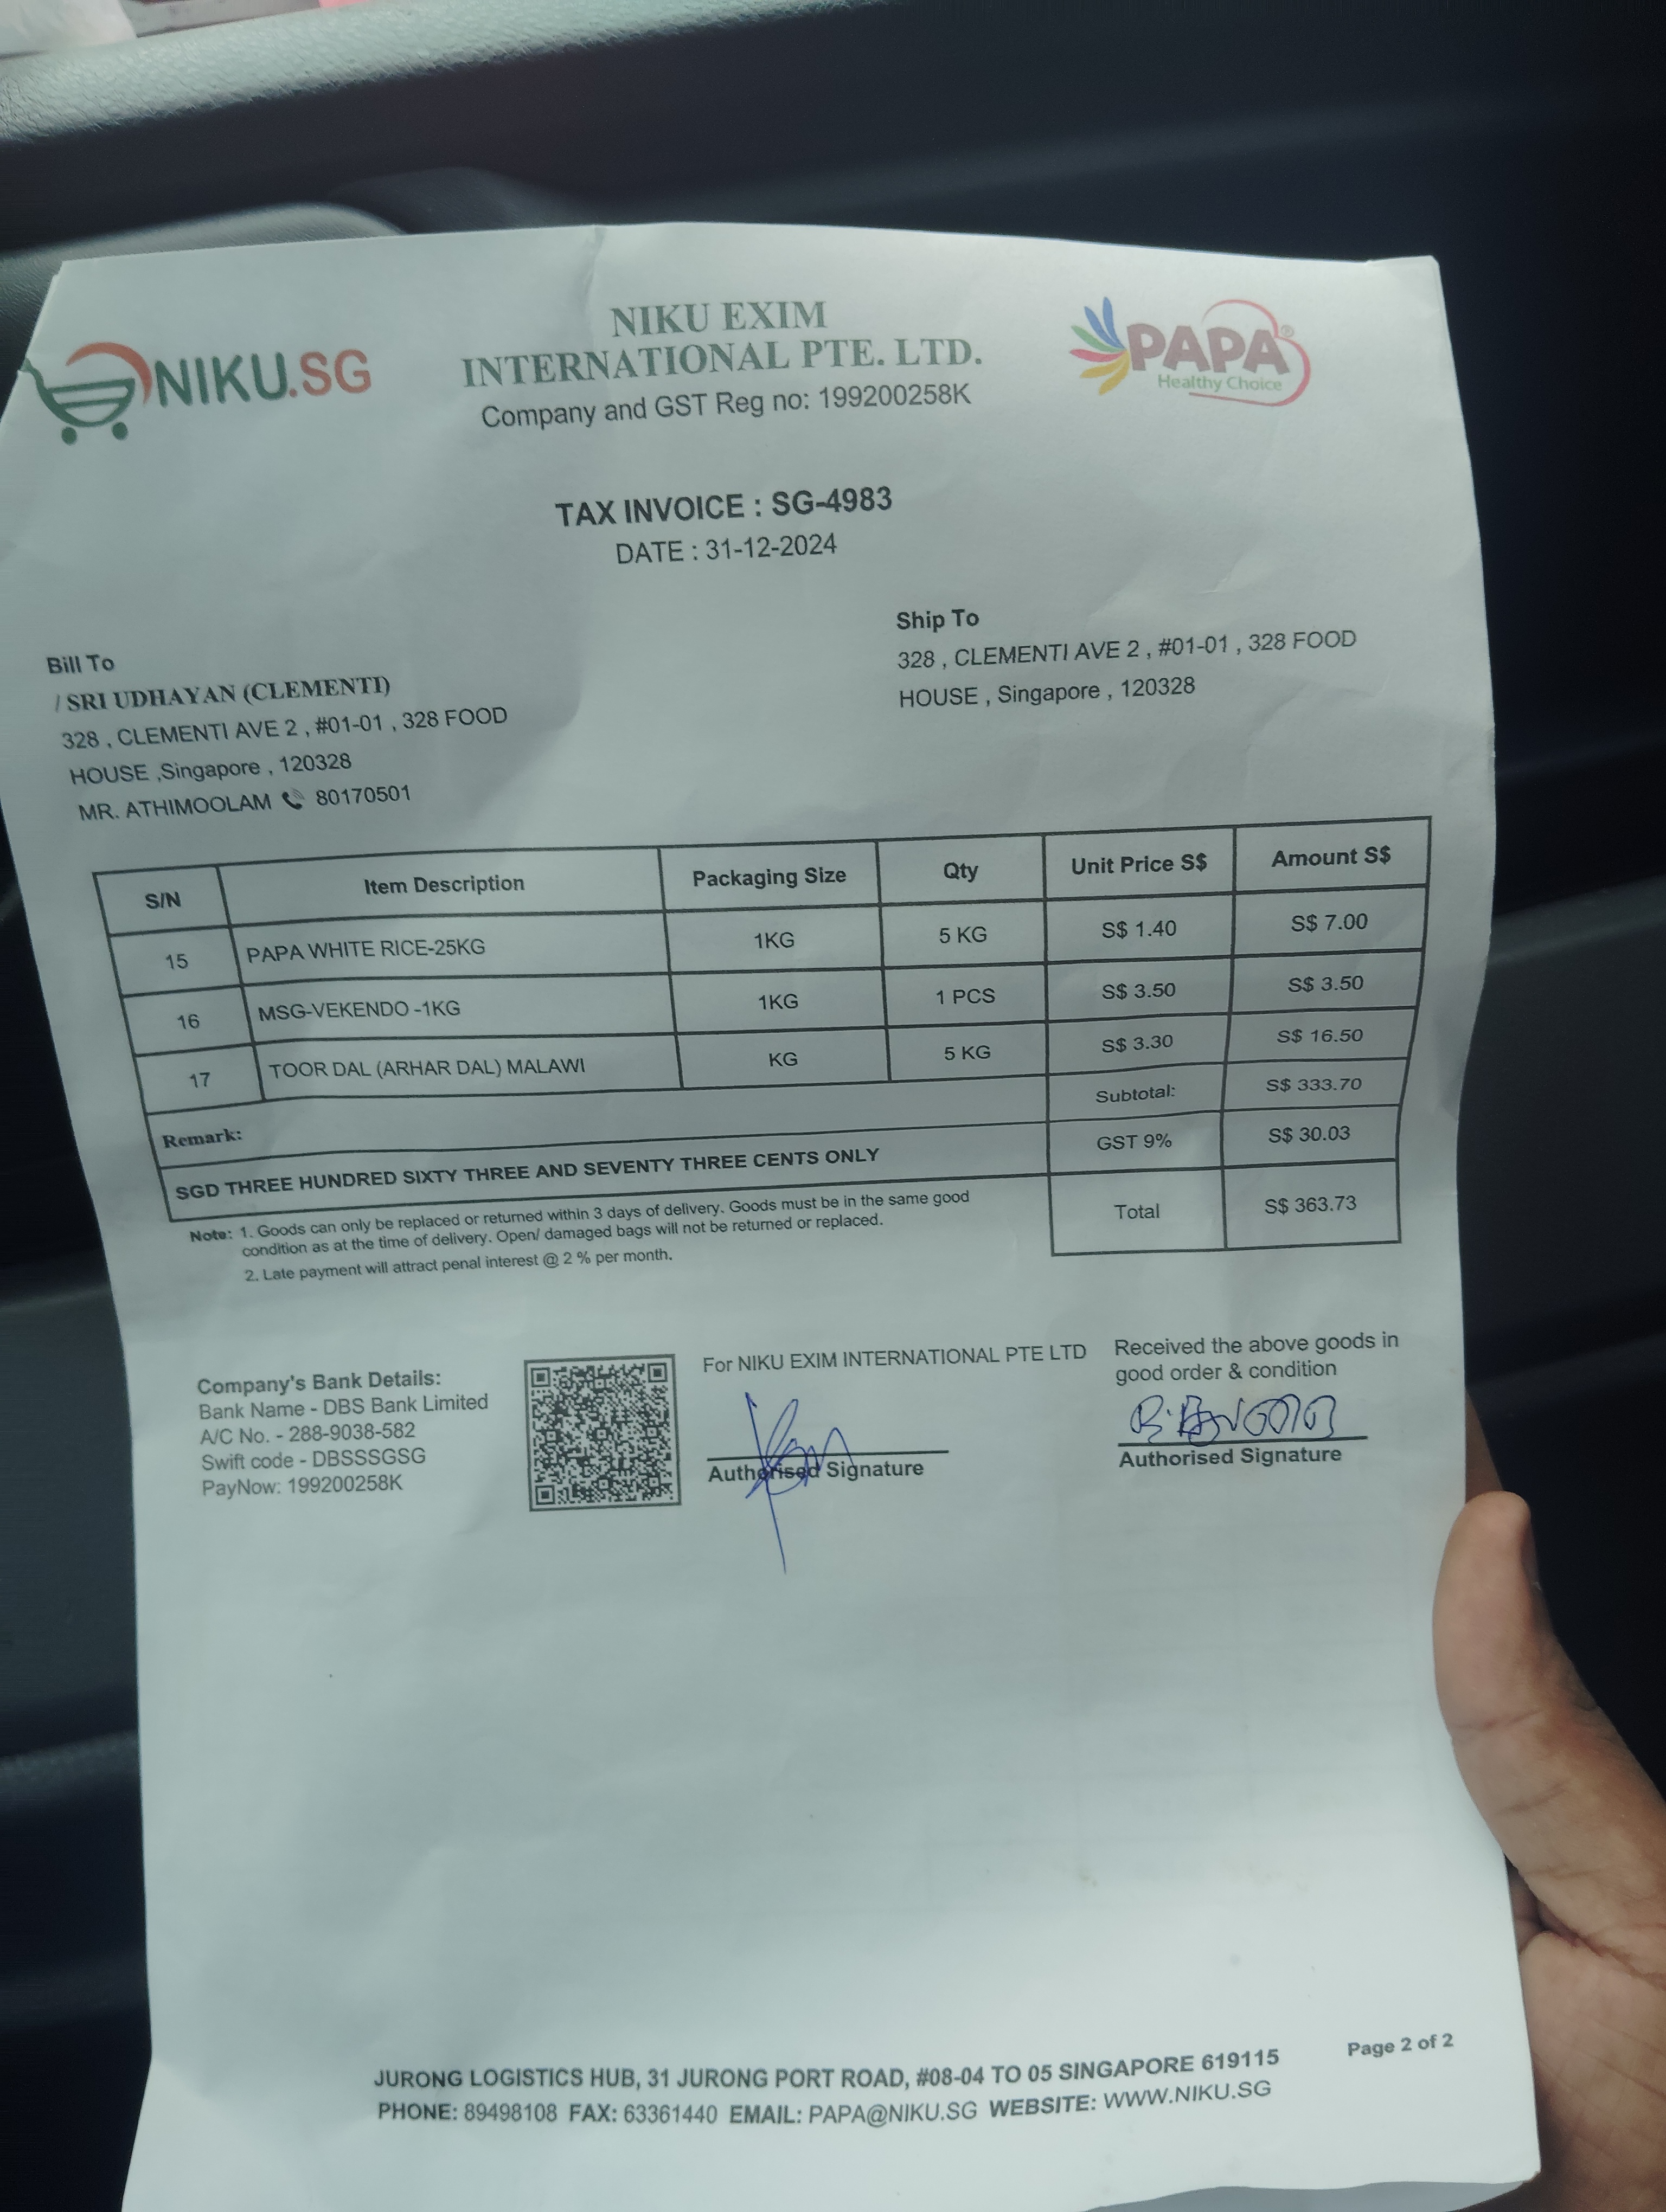 NIKU.SG
NIKU EXIM
INTERNATIONAL PTE. LTD.
Company and GST Reg no: 199200258K
PAPA®
Healthy Choice
TAX INVOICE : SG-4983
DATE : 31-12-2024
Bill To
/ SRI UDHAYAN (CLEMENTI)
328 , CLEMENTI AVE 2 , #01-01 , 328 FOOD
HOUSE ,Singapore , 120328
MR. ATHIMOOLAM 80170501
Ship To
328 , CLEMENTI AVE 2 , #01-01 , 328 FOOD
HOUSE , Singapore , 120328
S/N Item Description Packaging Size Qty Unit Price S$ Amount S$
15 PAPA WHITE RICE-25KG 1KG 5 KG S$ 1.40 S$ 7.00
16 MSG-VEKENDO -1KG 1KG 1 PCS S$ 3.50 S$ 3.50
17 TOOR DAL (ARHAR DAL) MALAWI KG 5 KG S$ 3.30 S$ 16.50
Remark: Subtotal: S$ 333.70
SGD THREE HUNDRED SIXTY THREE AND SEVENTY THREE CENTS ONLY GST 9% S$ 30.03
Total S$ 363.73
Note: 1. Goods can only be replaced or returned within 3 days of delivery. Goods must be in the same good
condition as at the time of delivery. Open/ damaged bags will not be returned or replaced.
2. Late payment will attract penal interest @ 2 % per month.
Company's Bank Details:
Bank Name - DBS Bank Limited
A/C No. - 288-9038-582
Swift code - DBSSSGSG
PayNow: 199200258K
For NIKU EXIM INTERNATIONAL PTE LTD
Authorised Signature
Received the above goods in
good order & condition
Authorised Signature
JURONG LOGISTICS HUB, 31 JURONG PORT ROAD, #08-04 TO 05 SINGAPORE 619115
PHONE: 89498108 FAX: 63361440 EMAIL: PAPA@NIKU.SG WEBSITE: WWW.NIKU.SG
Page 2 of 2